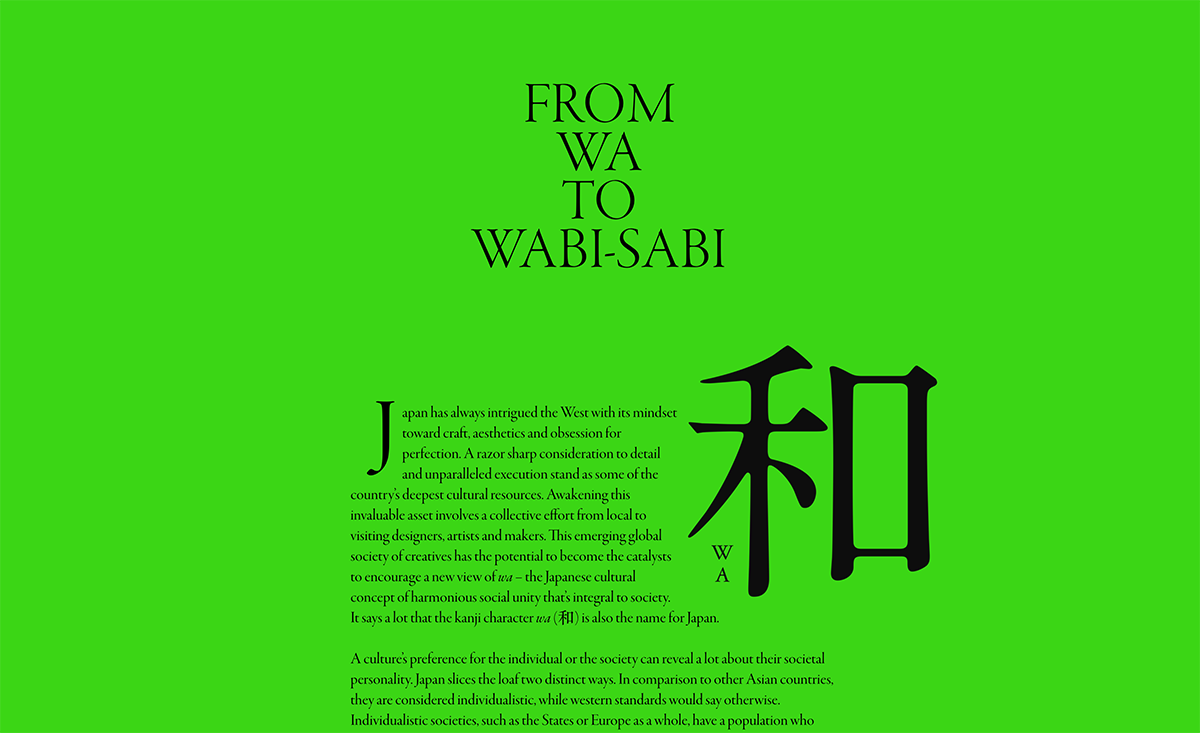 FROM
WA
TO
WABI-SABI
和
Japan has always intrigued the West with its mindset
toward craft, aesthetics and obsession for
perfection. A razor sharp consideration to detail
and unparalleled execution stand as some of the
country’s deepest cultural resources. Awakening this
invaluable asset involves a collective effort from local to
visiting designers, artists and makers. This emerging global
society of creatives has the potential to become the catalysts
to encourage a new view of wa – the Japanese cultural
concept of harmonious social unity that’s integral to society.
It says a lot that the kanji character wa (和) is also the name for Japan.
W
A
A culture’s preference for the individual or the society can reveal a lot about their societal
personality. Japan slices the loaf two distinct ways. In comparison to other Asian countries,
they are considered individualistic, while western standards would say otherwise.
Individualistic societies, such as the States or Europe as a whole, have a population who